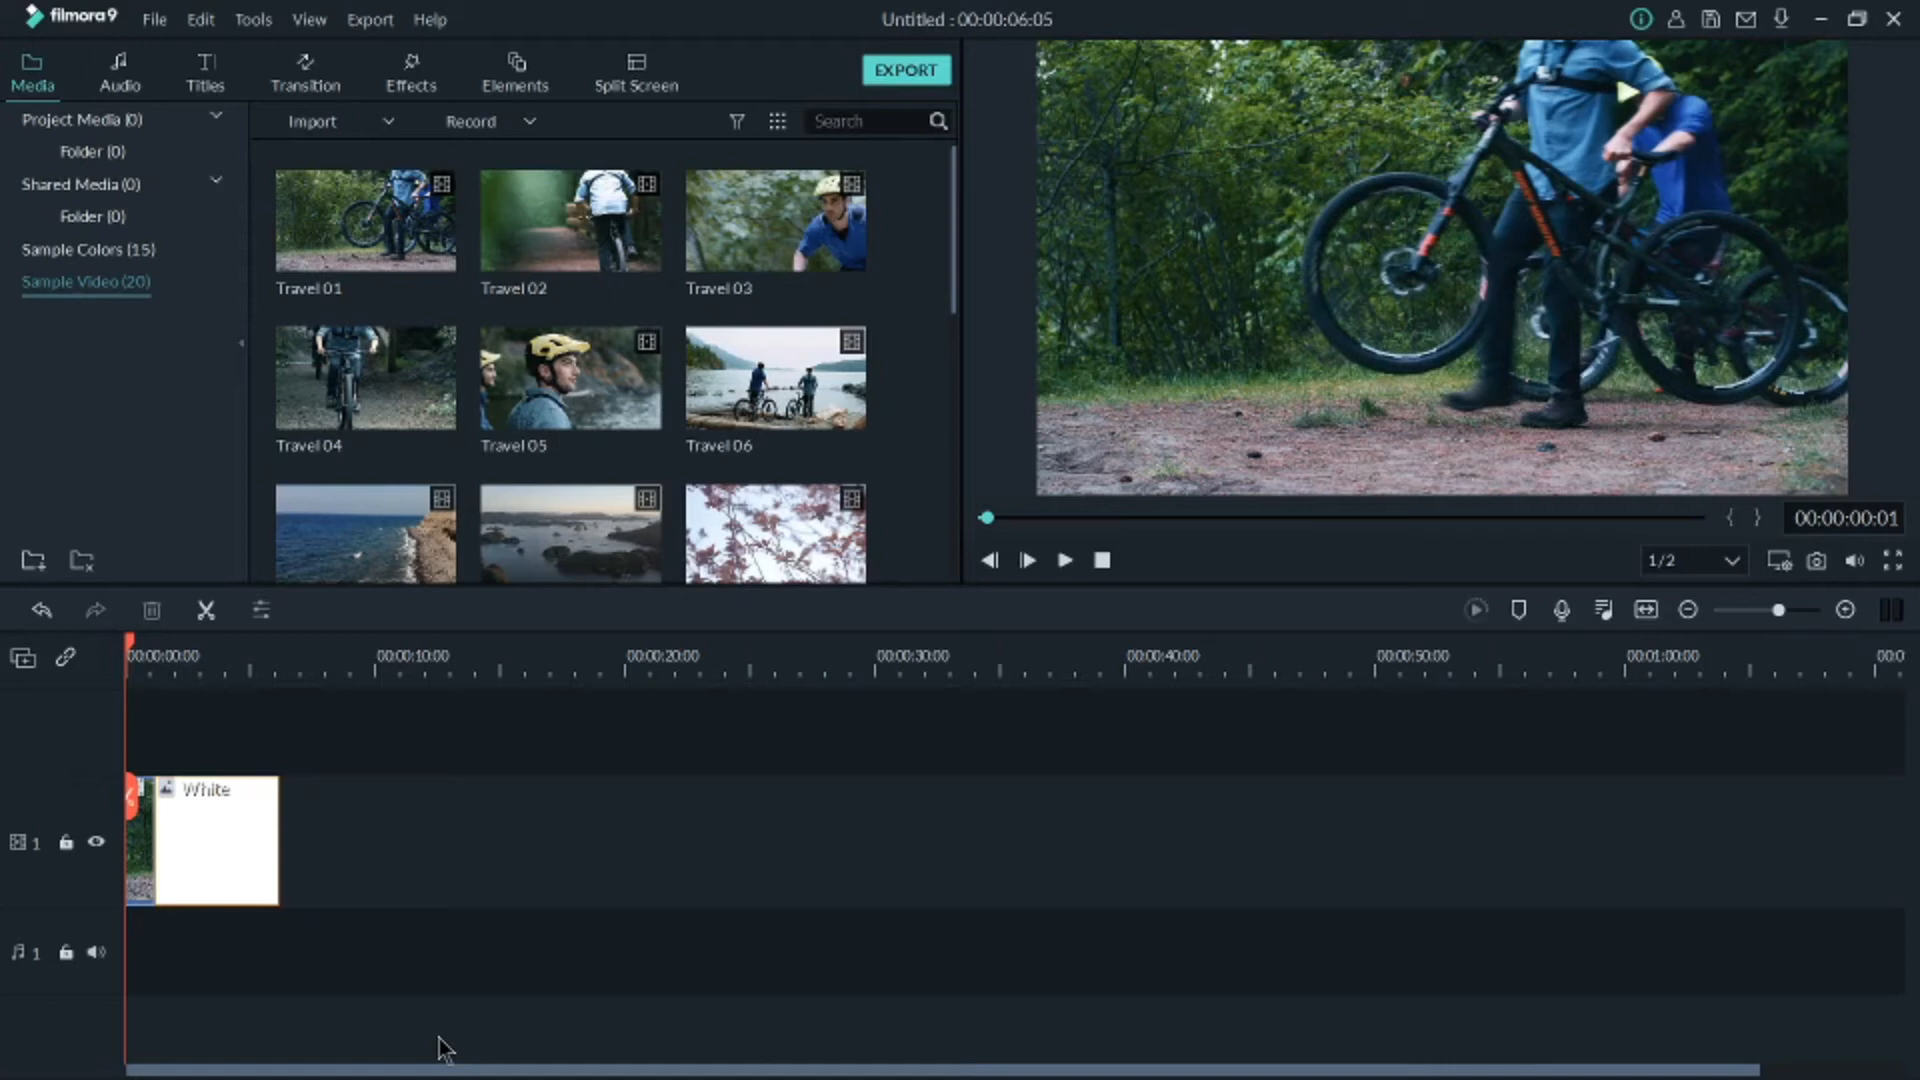 filmora9 File Edit Tools View Export Help Untitled : 00:00:06:05
Media Audio Titles Transition Effects Elements Split Screen EXPORT
Project Media (0)
Folder (0)
Shared Media (0)
Folder (0)
Sample Colors (15)
Sample Video (20)
Import Record Search
Travel 01 Travel 02 Travel 03
Travel 04 Travel 05 Travel 06
{ } 00:00:00:01
1/2
00:00:00:00 00:00:10:00 00:00:20:00 00:00:30:00 00:00:40:00 00:00:50:00 00:01:00:00 00:0
White
1
1